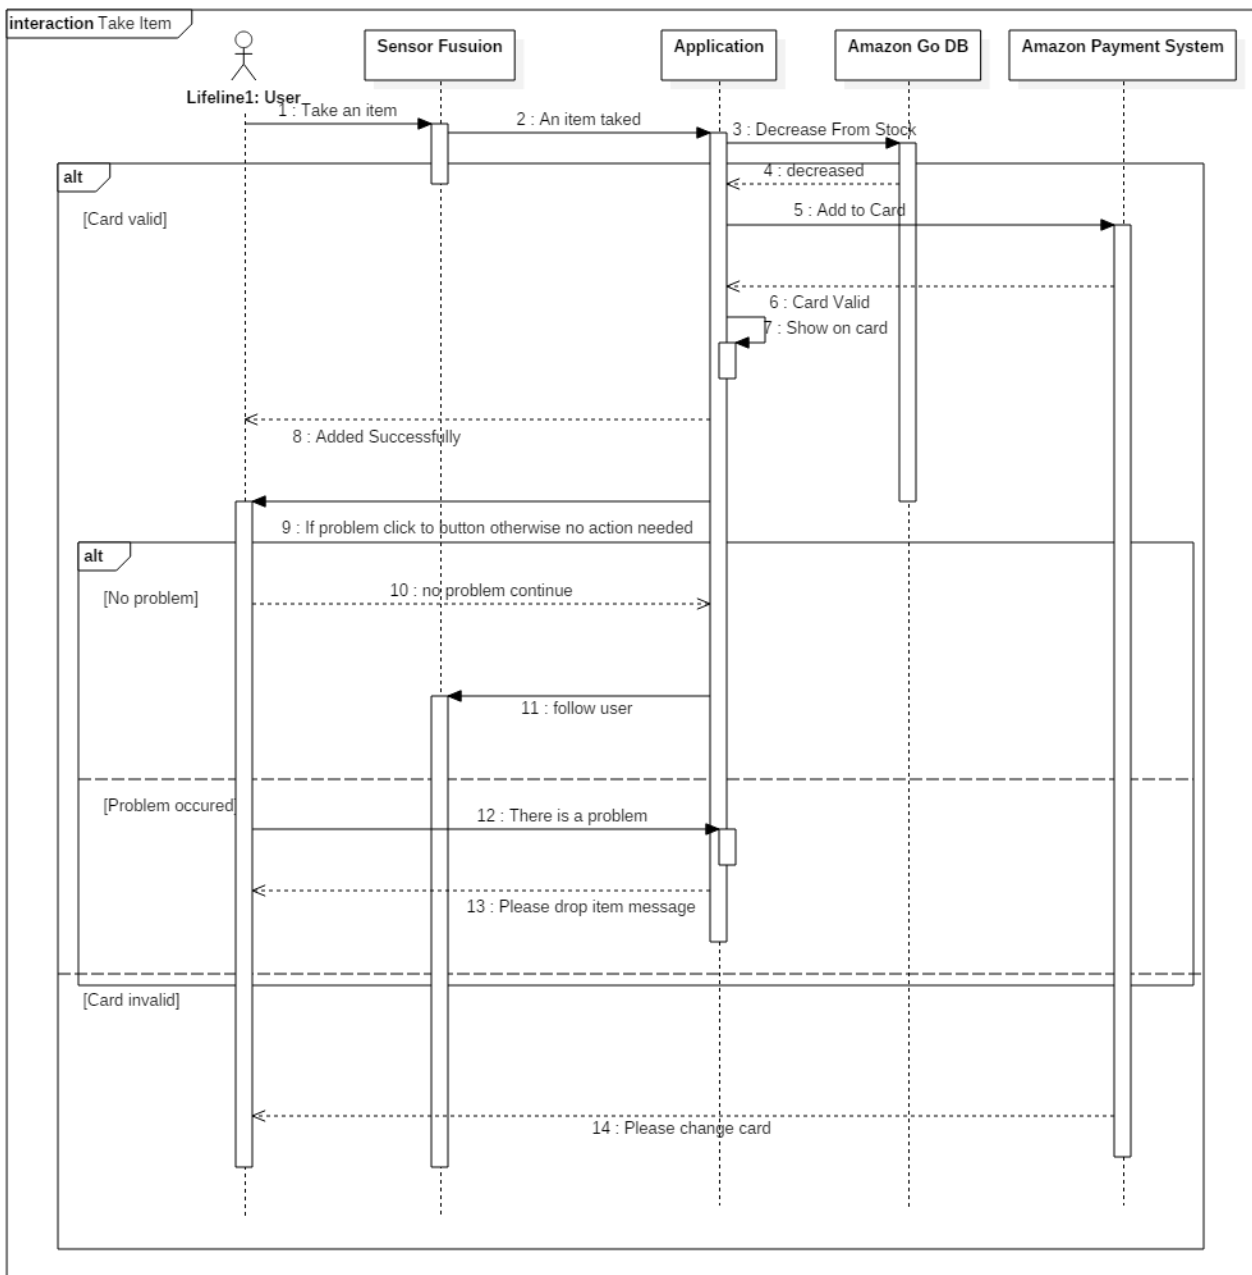 interaction Take Item
Sensor Fusuion
Application
Amazon Go DB
Amazon Payment System
Lifeline1: User
1 : Take an item
2 : An item taked
3 : Decrease From Stock
alt
4 : decreased
[Card valid]
5 : Add to Card
6 : Card Valid
7 : Show on card
8 : Added Successfully
9 : If problem click to button otherwise no action needed
alt
[No problem]
10 : no problem continue
11 : follow user
[Problem occured]
12 : There is a problem
13 : Please drop item message
[Card invalid]
14 : Please change card